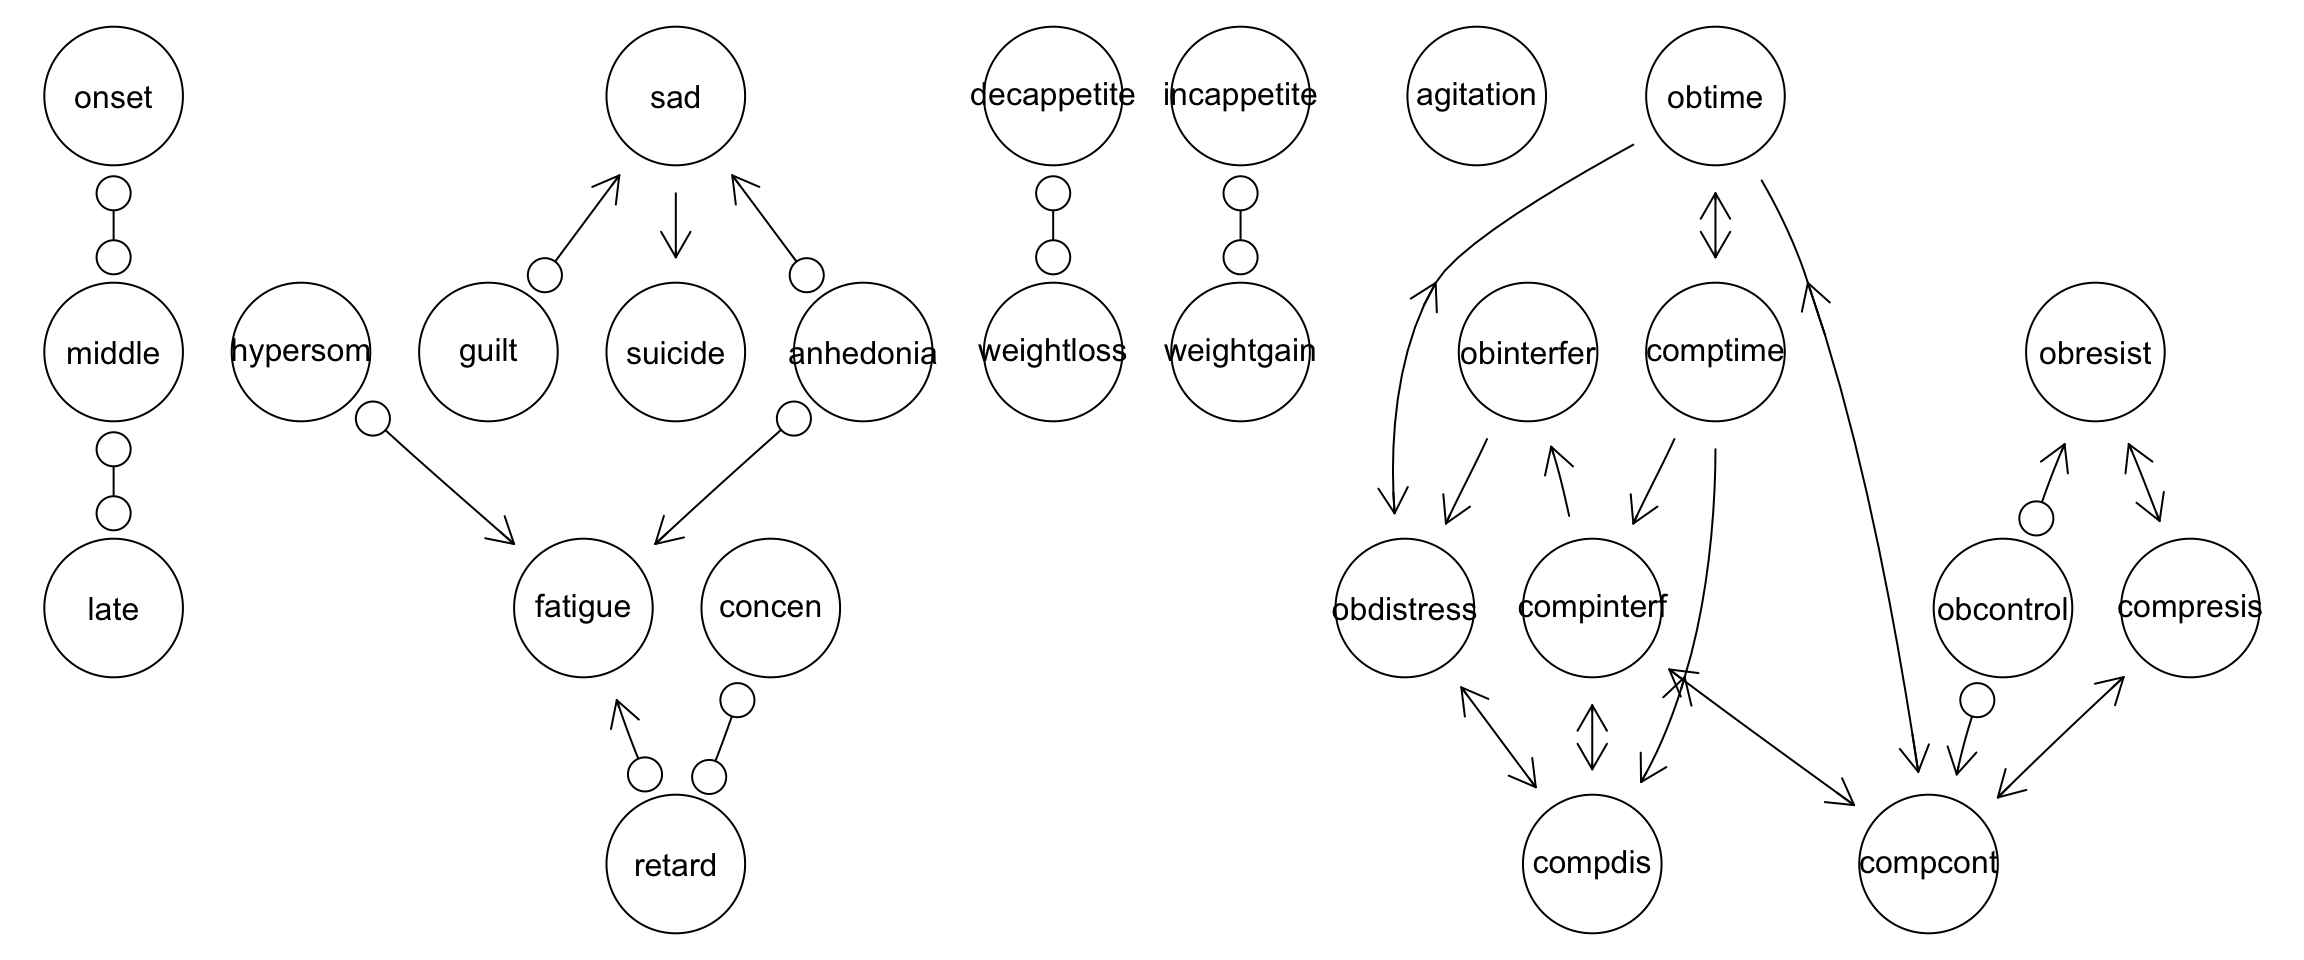 onset
sad
decappetite
incappetite
agitation
obtime
middle
hypersom
guilt
suicide
anhedonia
weightloss
weightgain
obinterfer
comptime
obresist
late
fatigue
concen
obdistress
compinterf
obcontrol
compresis
retard
compdis
compcont